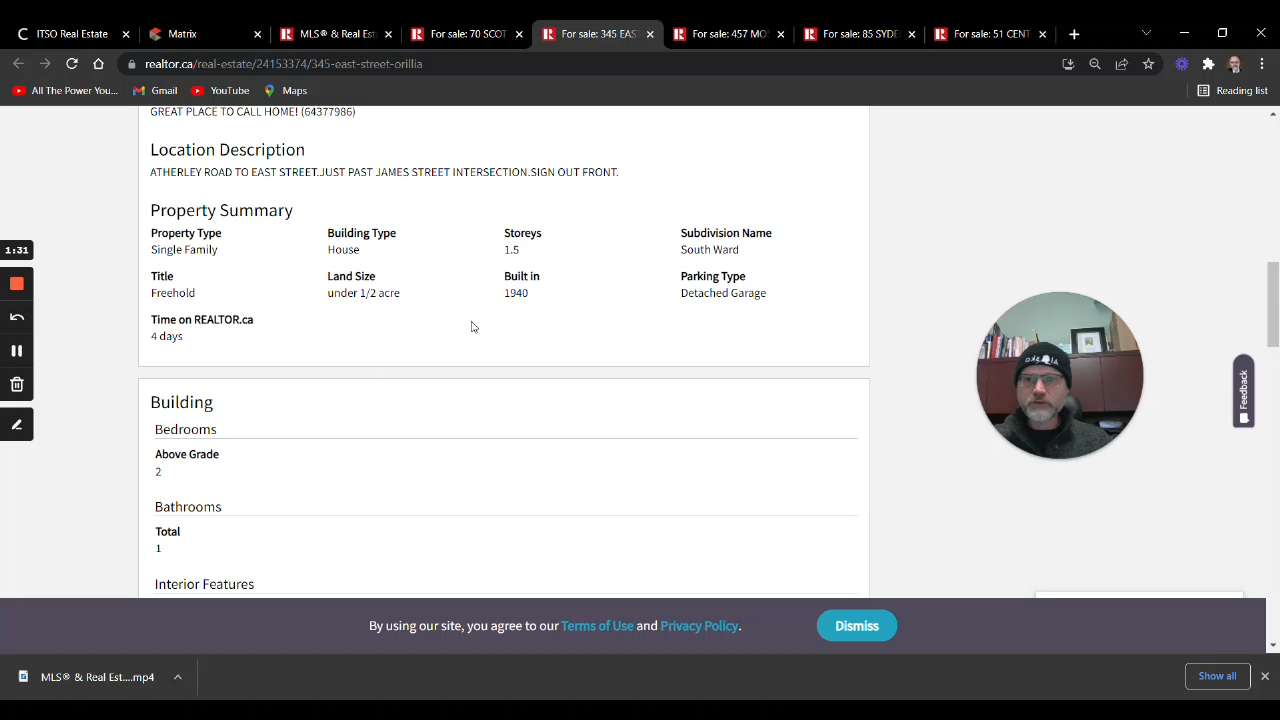 ITSO Real Estate
Matrix
MLS® & Real Est
For sale: 70 SCOT
For sale: 345 EAS
For sale: 457 MO
For sale: 85 SYDE
For sale: 51 CENT
realtor.ca/real-estate/24153374/345-east-street-orillia
All The Power You...
Gmail
YouTube
Maps
Reading list
GREAT PLACE TO CALL HOME! (64377986)
Location Description
ATHERLEY ROAD TO EAST STREET.JUST PAST JAMES STREET INTERSECTION.SIGN OUT FRONT.
Property Summary
Property Type Building Type Storeys Subdivision Name
Single Family House 1.5 South Ward
Title Land Size Built in Parking Type
Freehold under 1/2 acre 1940 Detached Garage
Time on REALTOR.ca
4 days
1:31
Building
Bedrooms
Above Grade
2
Bathrooms
Total
1
Interior Features
Feedback
By using our site, you agree to our Terms of Use and Privacy Policy.
Dismiss
MLS® & Real Est....mp4
Show all